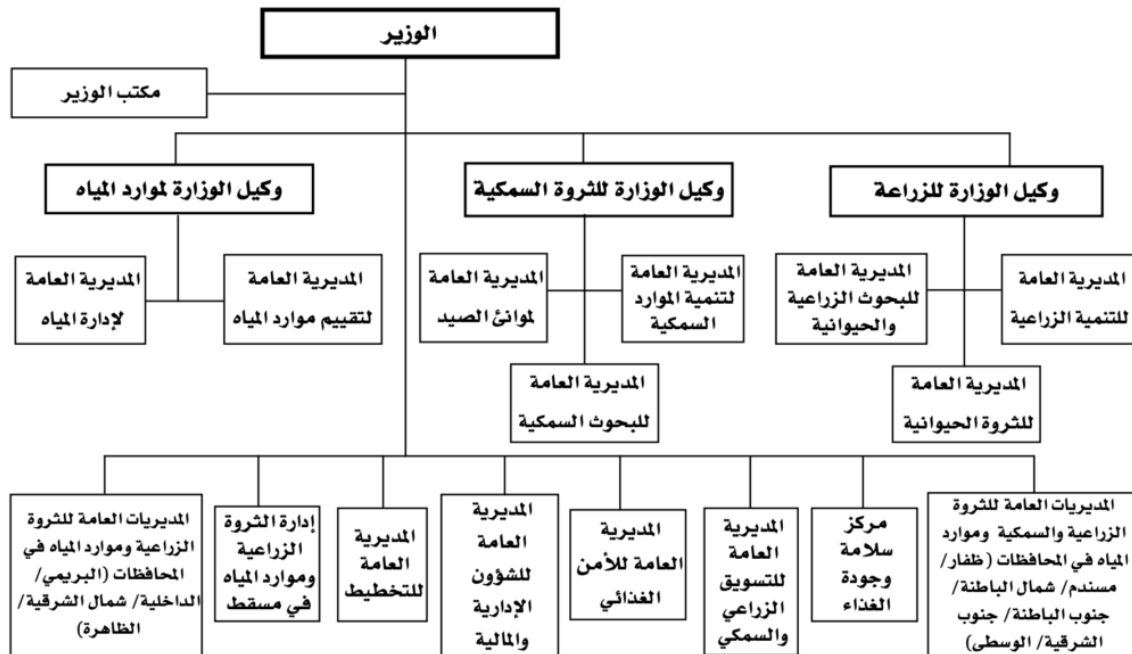 الوزير
مكتب الوزير
وكيل الوزارة للزراعة
وكيل الوزارة للثروة السمكية
وكيل الوزارة لموارد المياه
المديرية العامة
للتنمية الزراعية
المديرية العامة
للبحوث الزراعية
والحيوانية
المديرية العامة
للثروة الحيوانية
المديرية العامة
لتنمية الموارد
السمكية
المديرية العامة
لموانئ الصيد
المديرية العامة
للبحوث السمكية
المديرية العامة
لتقييم موارد المياه
المديرية العامة
لإدارة المياه
المديريات العامة للثروة
الزراعية والسمكية وموارد
المياه في المحافظات (ظفار/
مسندم/ شمال الباطنة/
جنوب الباطنة/ جنوب
الشرقية/ الوسطى)
مركز
سلامة
وجودة
الغذاء
المديرية
العامة
للتسويق
الزراعي
والسمكي
المديرية
العامة للأمن
الغذائي
المديرية
العامة
للشؤون
الإدارية
والمالية
المديرية
العامة
للتخطيط
إدارة الثروة
الزراعية
وموارد المياه
في مسقط
المديريات العامة للثروة
الزراعية وموارد المياه في
المحافظات (البريمي/
الداخلية/ شمال الشرقية/
الظاهرة)